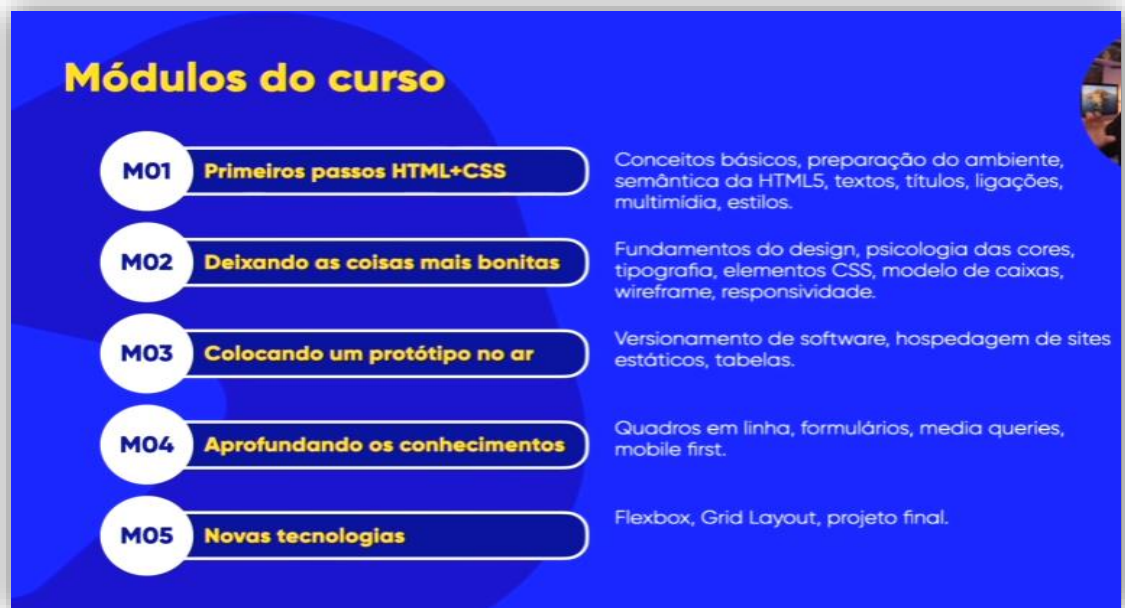 Módulos do curso
M01 Primeiros passos HTML+CSS
Conceitos básicos, preparação do ambiente,
semântica da HTML5, textos, títulos, ligações,
multimídia, estilos.
M02 Deixando as coisas mais bonitas
Fundamentos do design, psicologia das cores,
tipografia, elementos CSS, modelo de caixas,
wireframe, responsividade.
M03 Colocando um protótipo no ar
Versionamento de software, hospedagem de sites
estáticos, tabelas.
M04 Aprofundando os conhecimentos
Quadros em linha, formulários, media queries,
mobile first.
M05 Novas tecnologias
Flexbox, Grid Layout, projeto final.